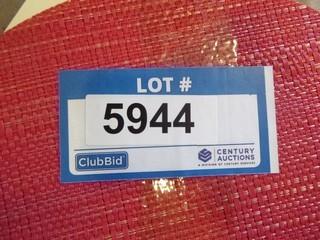 LOT #
5944
ClubBid
CENTURY
AUCTIONS
A DIVISION OF CENTURY SERVICES